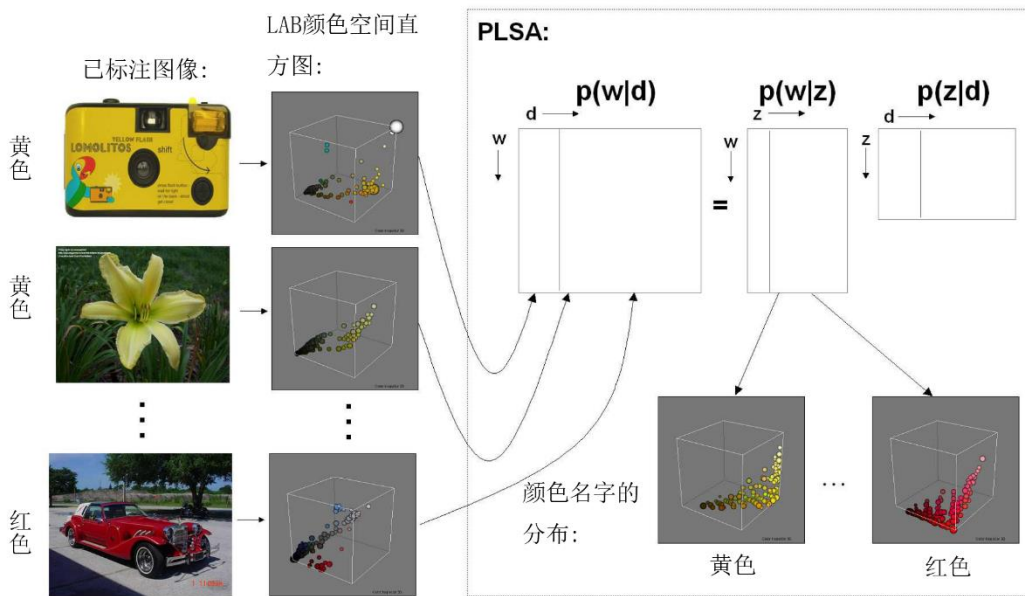 LAB颜色空间直
方图:
已标注图像:
PLSA:
p(w|d)
p(w|z)
p(z|d)
d
w
z
w
d
z
=
黄色
YELLOW FLASH
LOMOLITOS
shift
黄色
⋮
⋮
红色
颜色名字的
分布:
...
黄色
红色